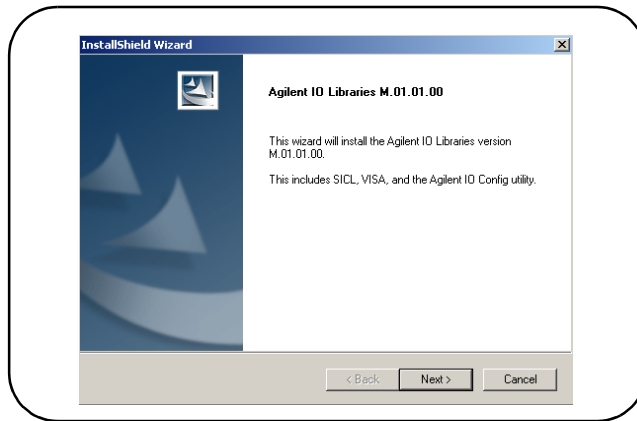 InstallShield Wizard
Agilent IO Libraries M.01.01.00
This wizard will install the Agilent IO Libraries version
M.01.01.00.
This includes SICL, VISA, and the Agilent IO Config utility.
< Back
Next >
Cancel